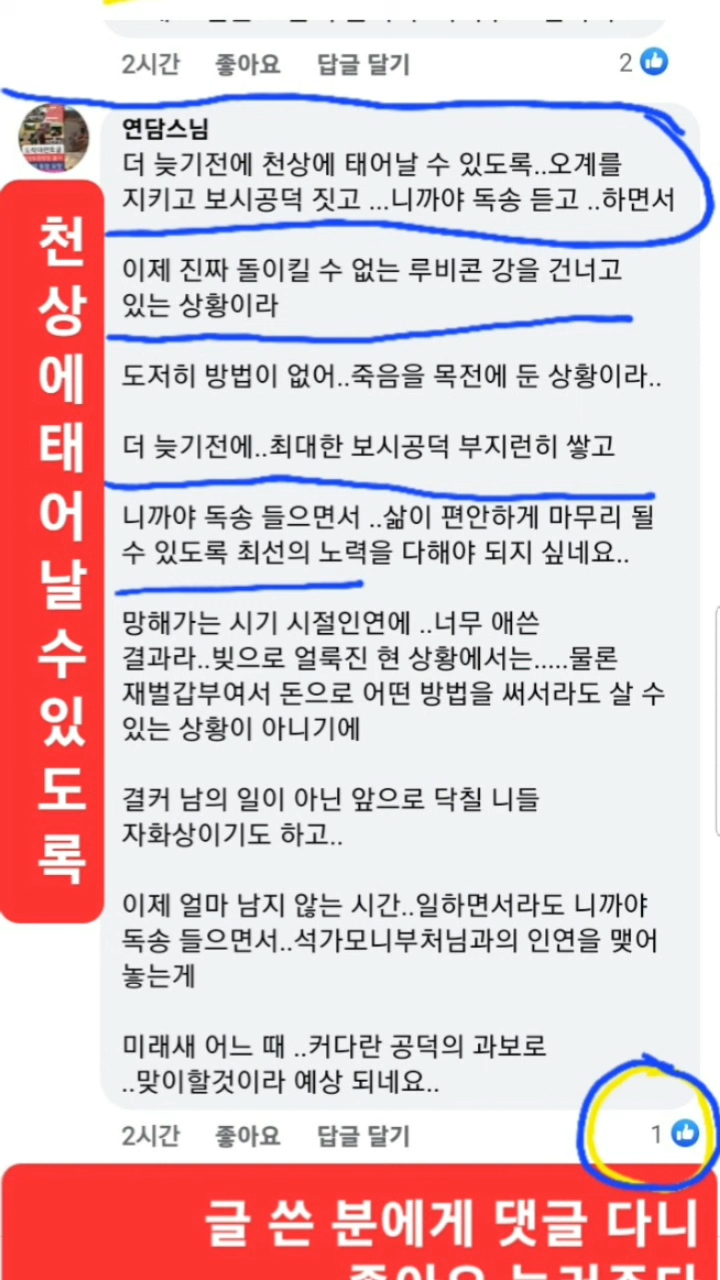 2시간 좋아요 답글 달기 2
연담스님
더 늦기전에 천상에 태어날 수 있도록..오계를
지키고 보시공덕 짓고 ...니까야 독송 듣고 ..하면서
이제 진짜 돌이킬 수 없는 루비콘 강을 건너고
있는 상황이라
도저히 방법이 없어..죽음을 목전에 둔 상황이라..
더 늦기전에..최대한 보시공덕 부지런히 쌓고
니까야 독송 들으면서 ..삶이 편안하게 마무리 될
수 있도록 최선의 노력을 다해야 되지 싶네요..
망해가는 시기 시절인연에 ..너무 애쓴
결과라..빚으로 얼룩진 현 상황에서는.....물론
재벌갑부여서 돈으로 어떤 방법을 써서라도 살 수
있는 상황이 아니기에
결커 남의 일이 아닌 앞으로 닥칠 니들
자화상이기도 하고..
이제 얼마 남지 않는 시간..일하면서라도 니까야
독송 들으면서..석가모니부처님과의 인연을 맺어
놓는게
미래새 어느 때 ..커다란 공덕의 과보로
..맞이할것이라 예상 되네요..
2시간 좋아요 답글 달기 1
천상에태어날수있도록
글 쓴 분에게 댓글 다니